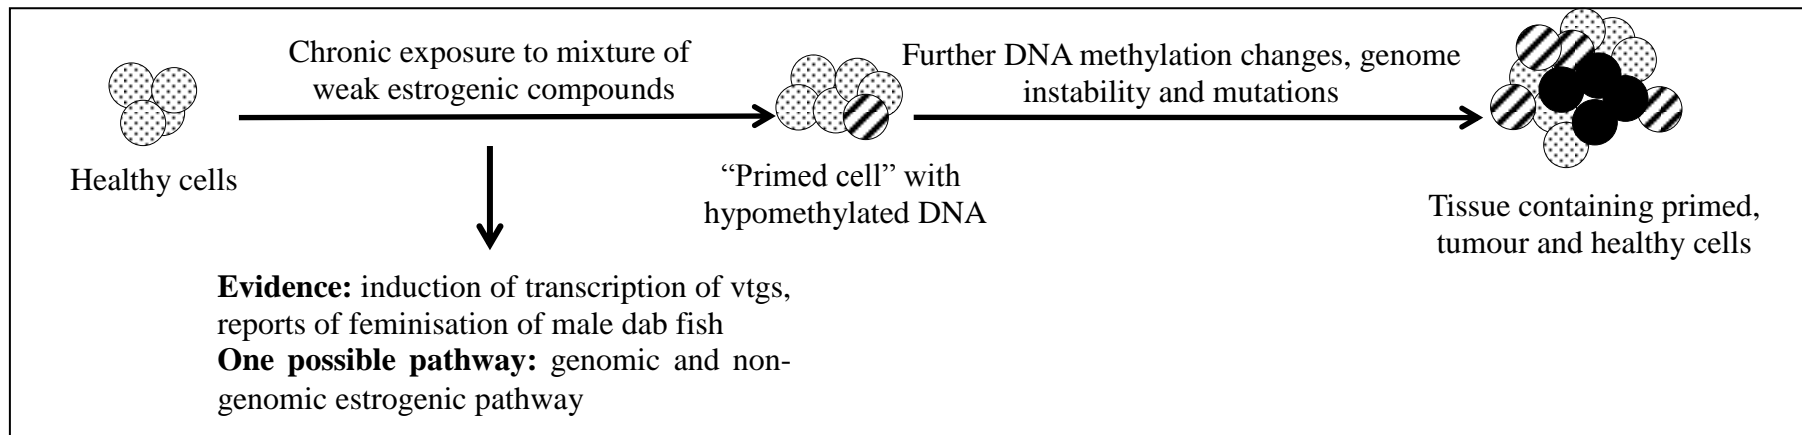 Chronic exposure to mixture of
weak estrogenic compounds
Further DNA methylation changes, genome
instability and mutations
Healthy cells
“Primed cell” with
hypomethylated DNA
Tissue containing primed,
tumour and healthy cells
Evidence: induction of transcription of vtgs,
reports of feminisation of male dab fish
One possible pathway: genomic and non-
genomic estrogenic pathway